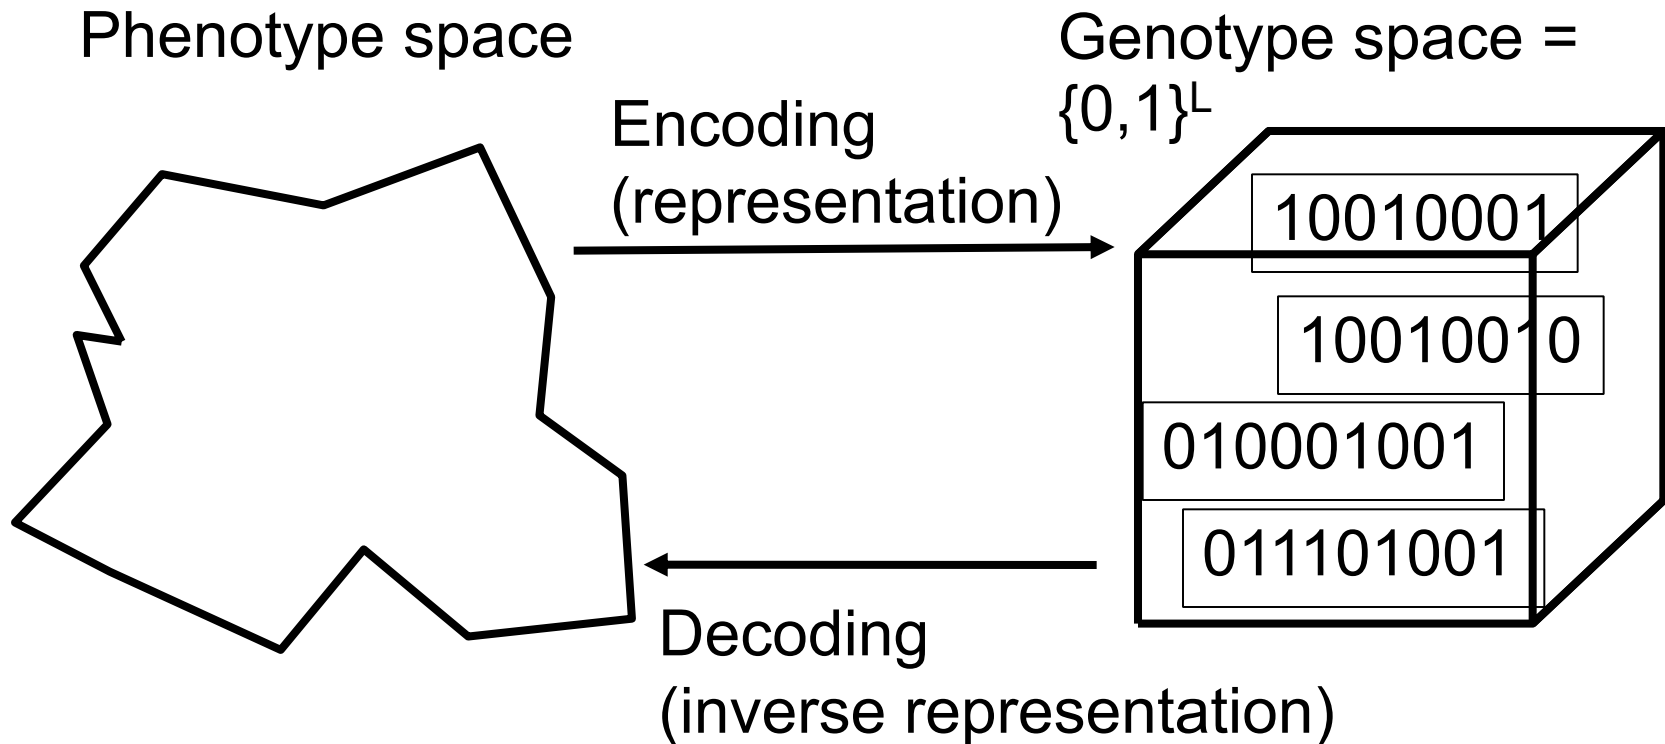 Phenotype space
Genotype space =
{0,1}ᴸ
Encoding
(representation)
10010001
10010010
010001001
011101001
Decoding
(inverse representation)